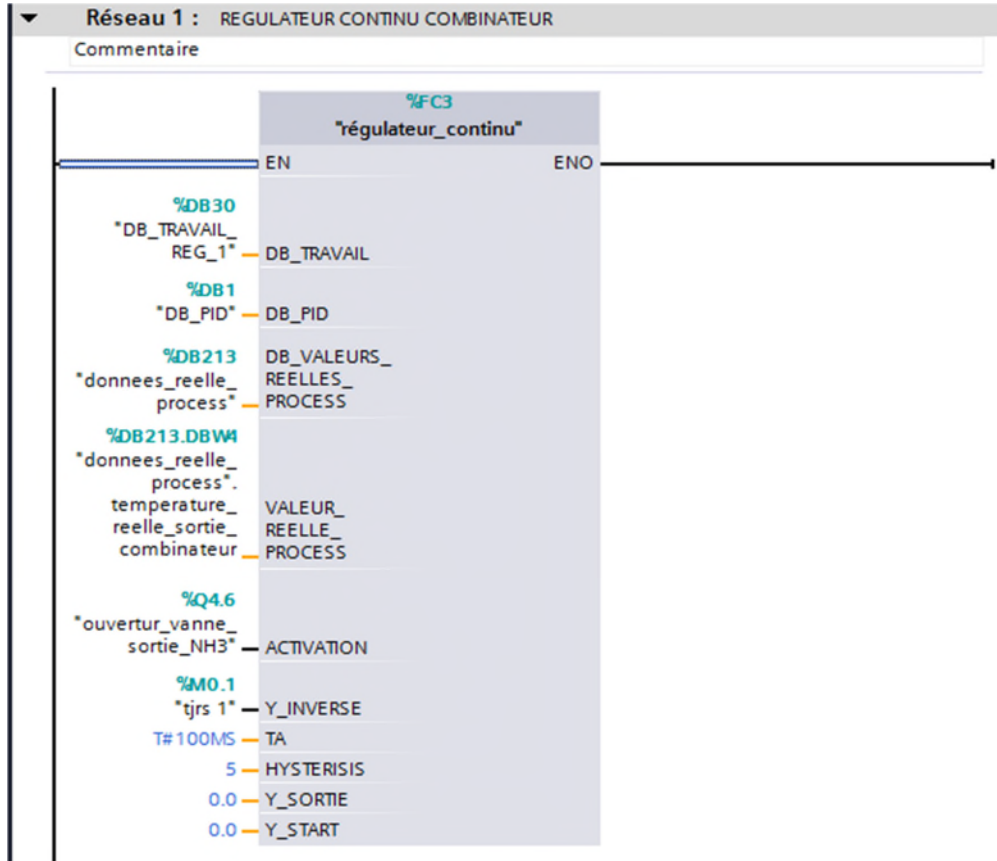 Réseau 1 : REGULATEUR CONTINU COMBINATEUR
Commentaire
%FC3
"régulateur_continu"
EN ENO
%DB30
"DB_TRAVAIL_
REG_1" DB_TRAVAIL
%DB1
"DB_PID" DB_PID
%DB213 DB_VALEURS_
"donnees_reelle_ REELLES_
process" PROCESS
%DB213.DBW4
"donnees_reelle_
process".
temperature_ VALEUR_
reelle_sortie_ REELLE_
combinateur PROCESS
%Q4.6
"ouvertur_vanne_
sortie_NH3" ACTIVATION
%M0.1
"tjrs 1" Y_INVERSE
T#100MS TA
5 HYSTERISIS
0.0 Y_SORTIE
0.0 Y_START